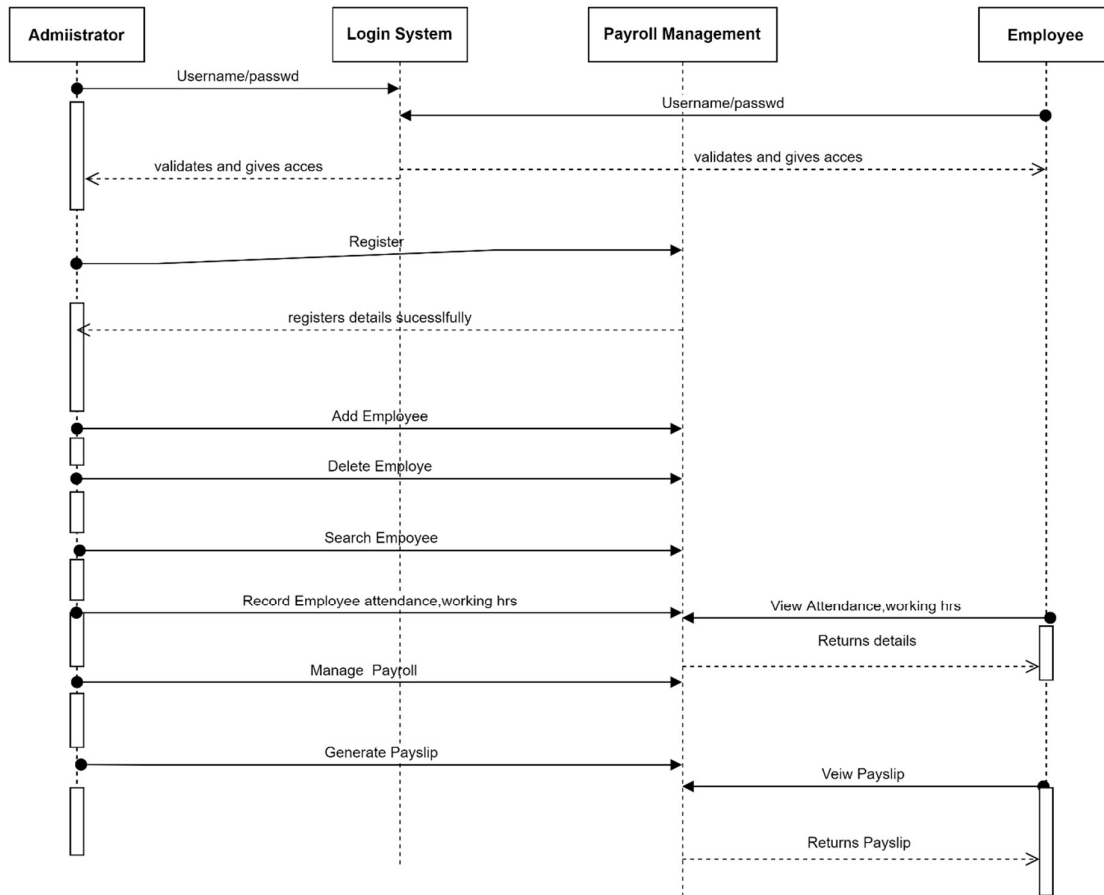 Admiistrator
Login System
Payroll Management
Employee
Username/passwd
Username/passwd
validates and gives acces
validates and gives acces
Register
registers details sucesslfully
Add Employee
Delete Employe
Search Empoyee
Record Employee attendance,working hrs
View Attendance,working hrs
Returns details
Manage Payroll
Generate Payslip
Veiw Payslip
Returns Payslip